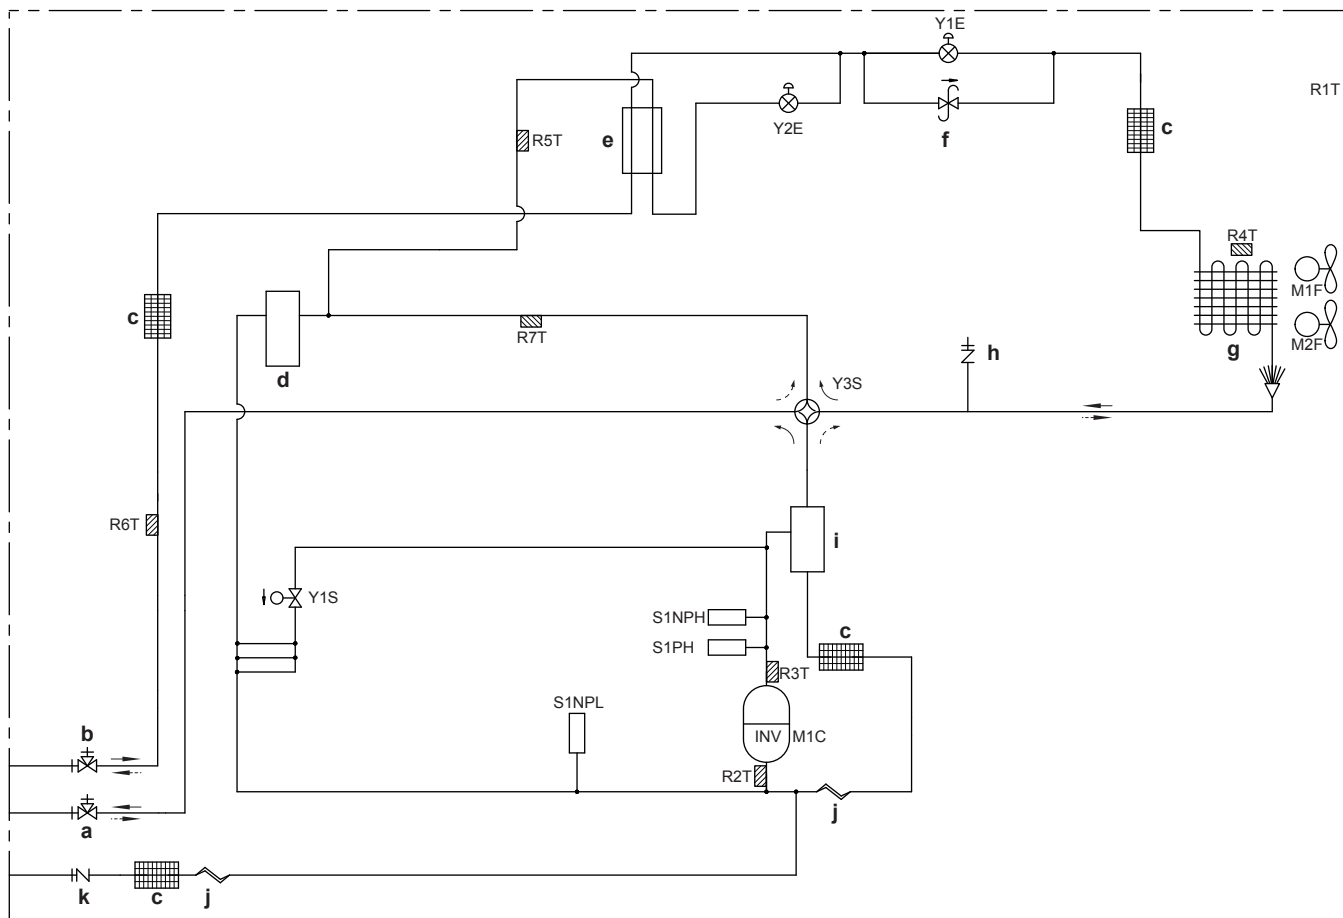 Y1E
R1T
Y2E
f
c
R5T
e
R4T
M1F
c
d
R7T
h
g
M2F
Y3S
R6T
i
Y1S
S1NPH
S1PH
c
R3T
S1NPL
b
INV
M1C
R2T
a
j
k
c
j